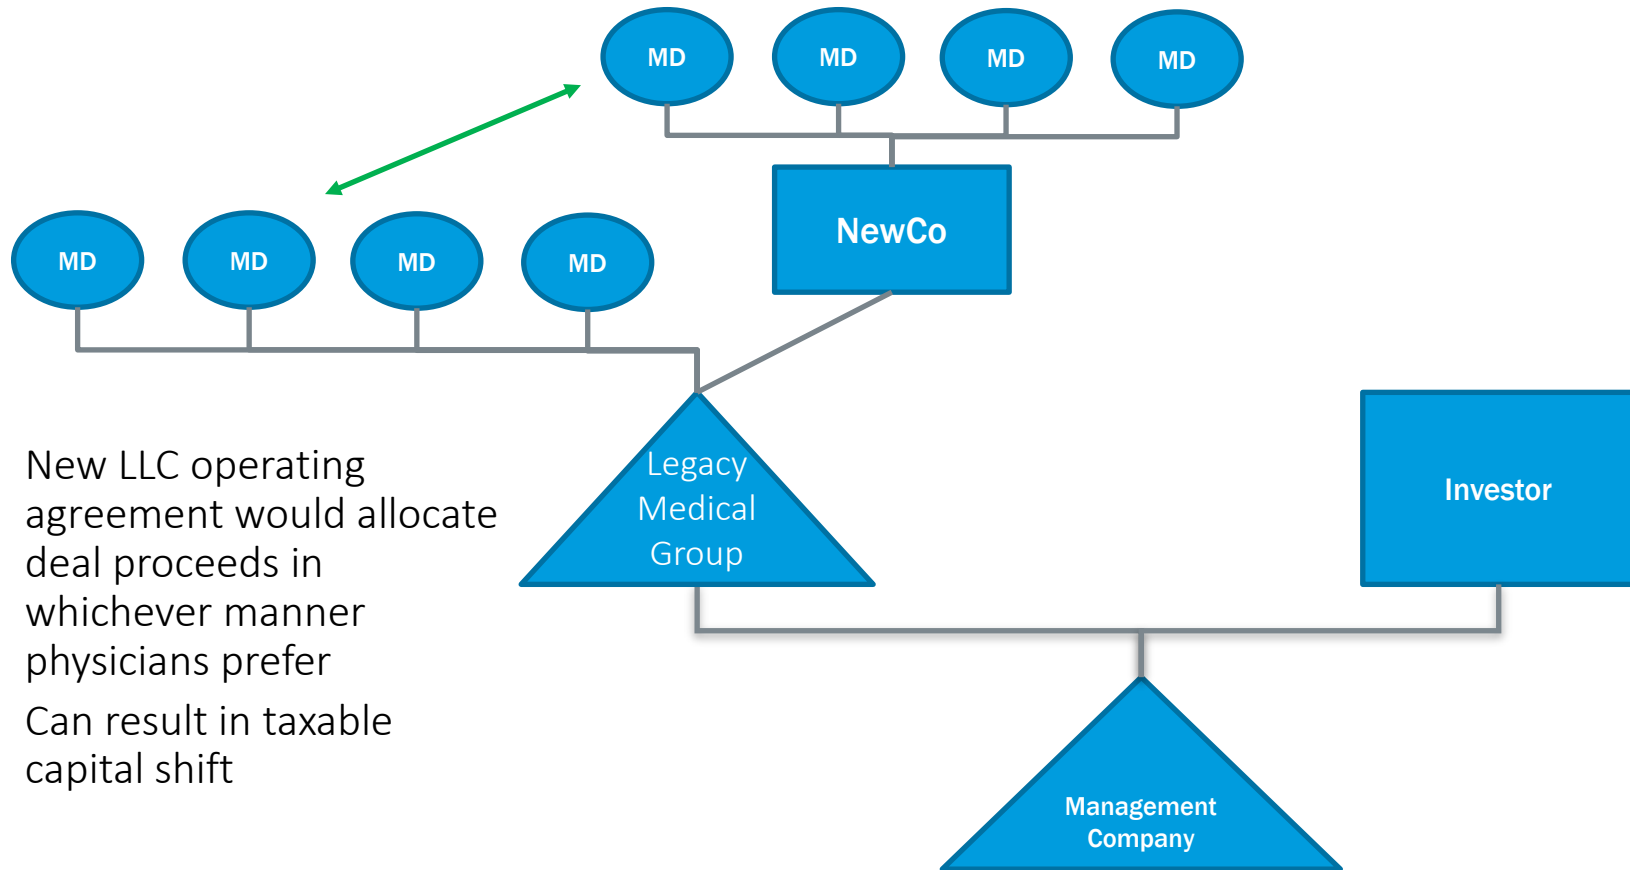 MD
MD
MD
MD
NewCo
MD
MD
MD
MD
Legacy
Medical
Group
Investor
New LLC operating
agreement would allocate
deal proceeds in
whichever manner
physicians prefer
Can result in taxable
capital shift
Management
Company